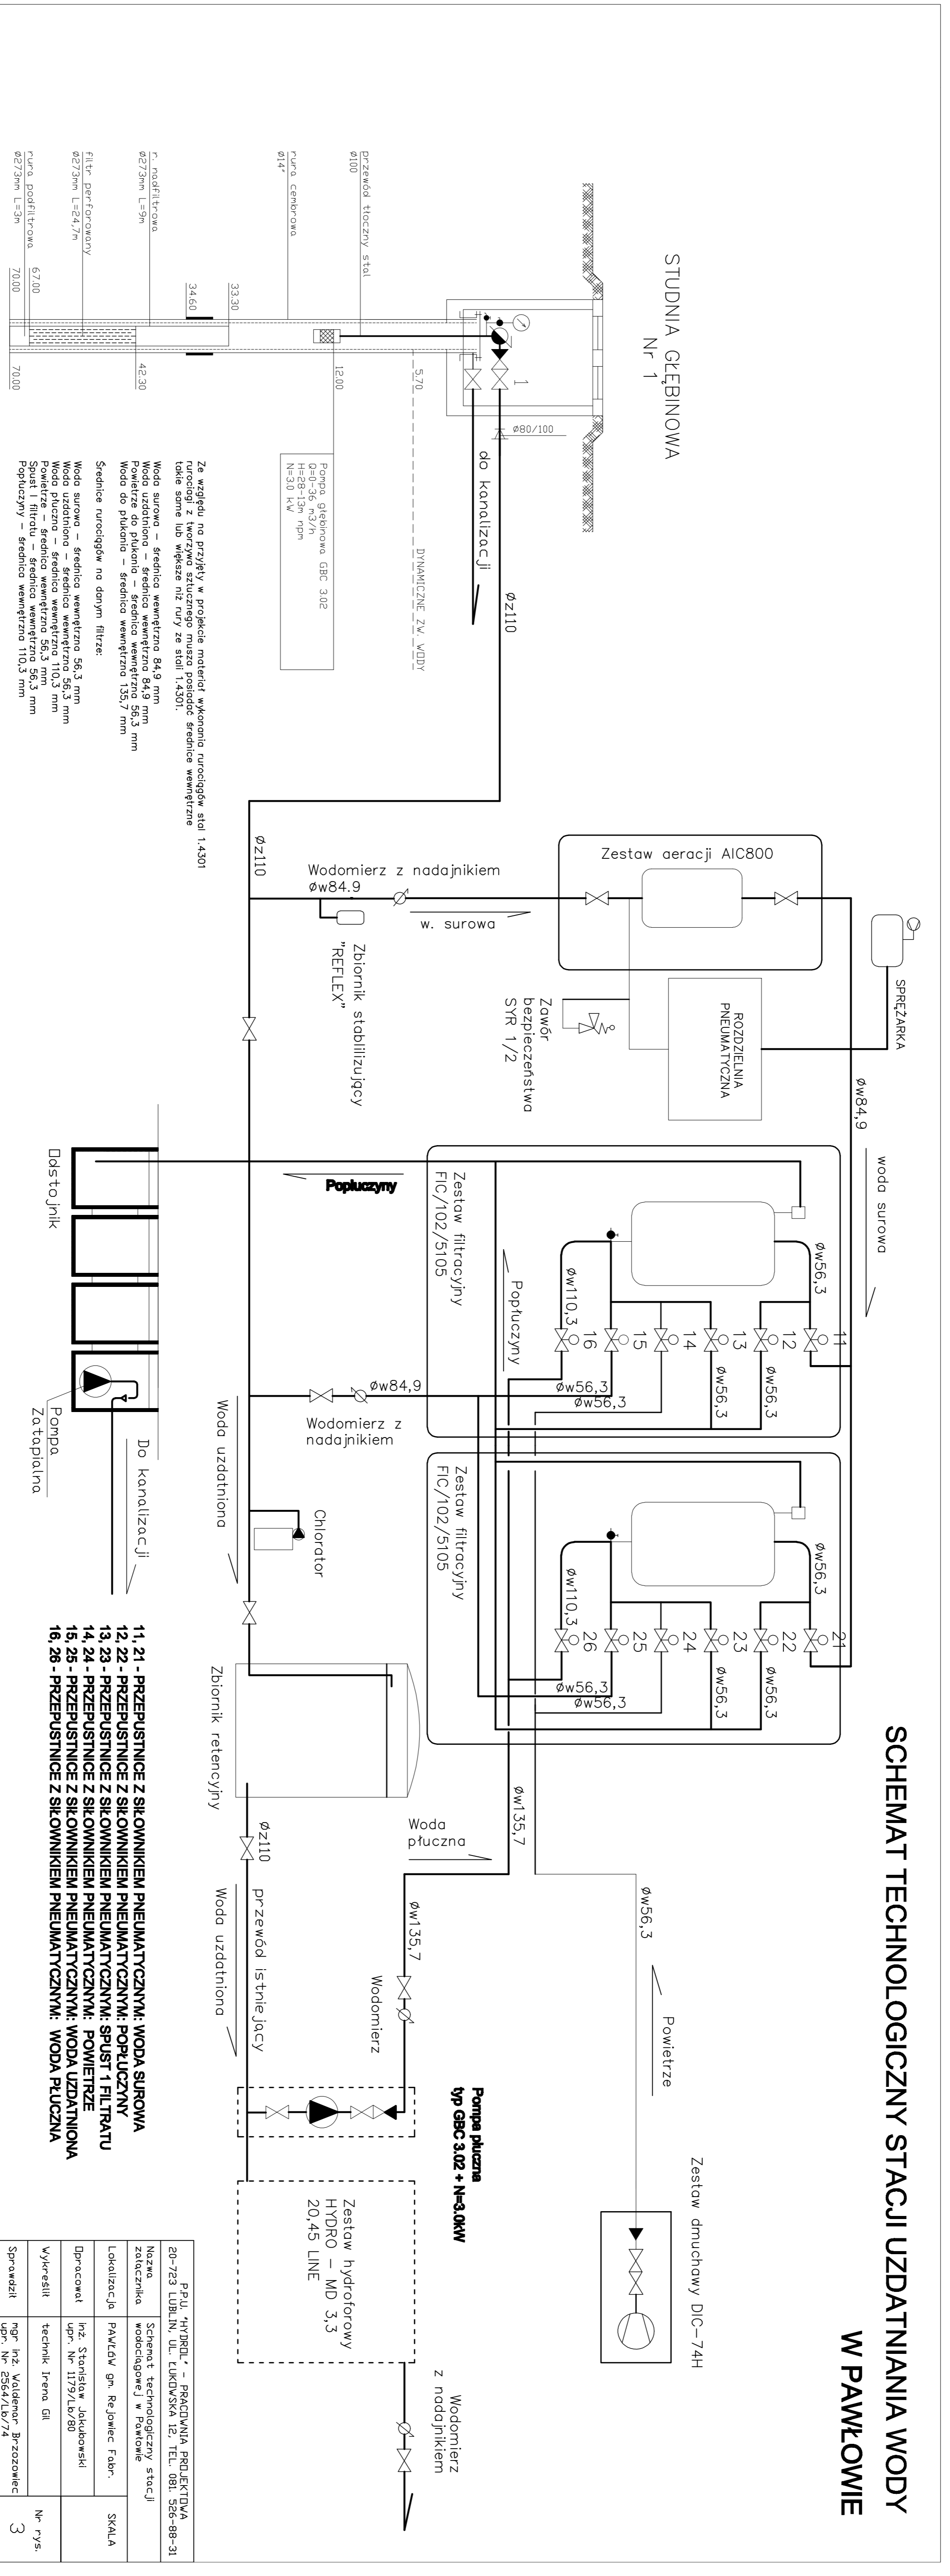 SCHEMAT TECHNOLOGICZNY STACJI UZDATNIANIA WODY
W PAWŁOWIE
STUDNIA GŁĘBINOWA
Nr 1
1
Ø80/100
do kanalizacji
Øz110
DYNAMICZNE ZW. WODY
5.70
12.00
Pompa głębinowa GBC 3.02
Q=0-36 m3/h
H=28-13m npm
N=3.0 kW
przewód tłoczny stal
Ø100
rura cembrowa
Ø14"
r. nadfiltrowa
Ø273mm L=9m
filtr perforowany
Ø273mm L=24,7m
rura podfiltrowa
Ø273mm L=3m
33.30
34.60
42.30
67.00
70.00
70.00
Ze względu na przyjęty w projekcie materiał wykonania rurociągów stal 1.4301
rurociągi z tworzywa sztucznego musza posiadać średnice wewnętrzne
takie same lub większe niż rury ze stali 1.4301.
Woda surowa – średnica wewnętrzna 84,9 mm
Woda uzdatniona – średnica wewnętrzna 84,9 mm
Powietrze do płukania – średnica wewnętrzna 56,3 mm
Woda do płukania – średnica wewnętrzna 135,7 mm
Średnice rurociągów na danym filtrze:
Woda surowa – średnica wewnętrzna 56,3 mm
Woda uzdatniona – średnica wewnętrzna 56,3 mm
Woda płuczna – średnica wewnętrzna 110,3 mm
Powietrze – średnica wewnętrzna 56,3 mm
Spust I filtratu – średnica wewnętrzna 56,3 mm
Popłuczyny – średnica wewnętrzna 110,3 mm
Øz110
Wodomierz z nadajnikiem
Øw84.9
w. surowa
Zbiornik stablilizujący
"REFLEX"
Zestaw aeracji AIC800
SPRĘŻARKA
ROZDZIELNIA
PNEUMATYCZNA
Zawór
bezpieczeństwa
SYR 1/2
Øw84,9
woda surowa
Popłuczyny
Zestaw filtracyjny
FIC/102/5105
Øw56,3
Øw110,3
Popłuczyny
11
12
13
14
15
16
Øw56,3
Øw56,3
Øw56,3
Øw56,3
Zestaw filtracyjny
FIC/102/5105
Øw56,3
Øw110,3
21
22
23
24
25
26
Øw56,3
Øw56,3
Øw56,3
Øw56,3
Øw84,9
Wodomierz z
nadajnikiem
Woda uzdatniona
Chlorator
Odstojnik
Pompa
Zatapialna
Do kanalizacji
Zbiornik retencyjny
Øz110
przewód istniejący
Woda uzdatniona
Woda
płuczna
Øw135,7
Øw135,7
Wodomierz
Øw56,3
Powietrze
Zestaw dmuchawy DIC–74H
Pompa płuczna
typ GBC 3.02 + N=3.0kW
Zestaw hydroforowy
HYDRO – MD 3,3
20,45 LINE
Wodomierz
z nadajnikiem
11, 21 - PRZEPUSTNICE Z SIŁOWNIKIEM PNEUMATYCZNYM: WODA SUROWA
12, 22 - PRZEPUSTNICE Z SIŁOWNIKIEM PNEUMATYCZNYM: POPŁUCZYNY
13, 23 - PRZEPUSTNICE Z SIŁOWNIKIEM PNEUMATYCZNYM: SPUST 1 FILTRATU
14, 24 - PRZEPUSTNICE Z SIŁOWNIKIEM PNEUMATYCZNYM: POWIETRZE
15, 25 - PRZEPUSTNICE Z SIŁOWNIKIEM PNEUMATYCZNYM: WODA UZDATNIONA
16, 26 - PRZEPUSTNICE Z SIŁOWNIKIEM PNEUMATYCZNYM: WODA PŁUCZNA
P.P.U. "HYDROL" – PRACOWNIA PROJEKTOWA
20-723 LUBLIN, UL. ŁUKOWSKA 12, TEL. 081. 526-88-31
Nazwa
załącznika
Schemat technologiczny stacji
wodociągowej w Pawłowie
Lokalizacja
PAWŁÓW gm. Rejowiec Fabr.
SKALA
Opracował
inż. Stanisław Jakubowski
upr. Nr 1179/Lb/80
Wykreślił
technik Irena Gil
Nr rys.
3
Sprawdził
mgr inż. Waldemar Brzozowiec
upr. Nr 2564/Lb/74